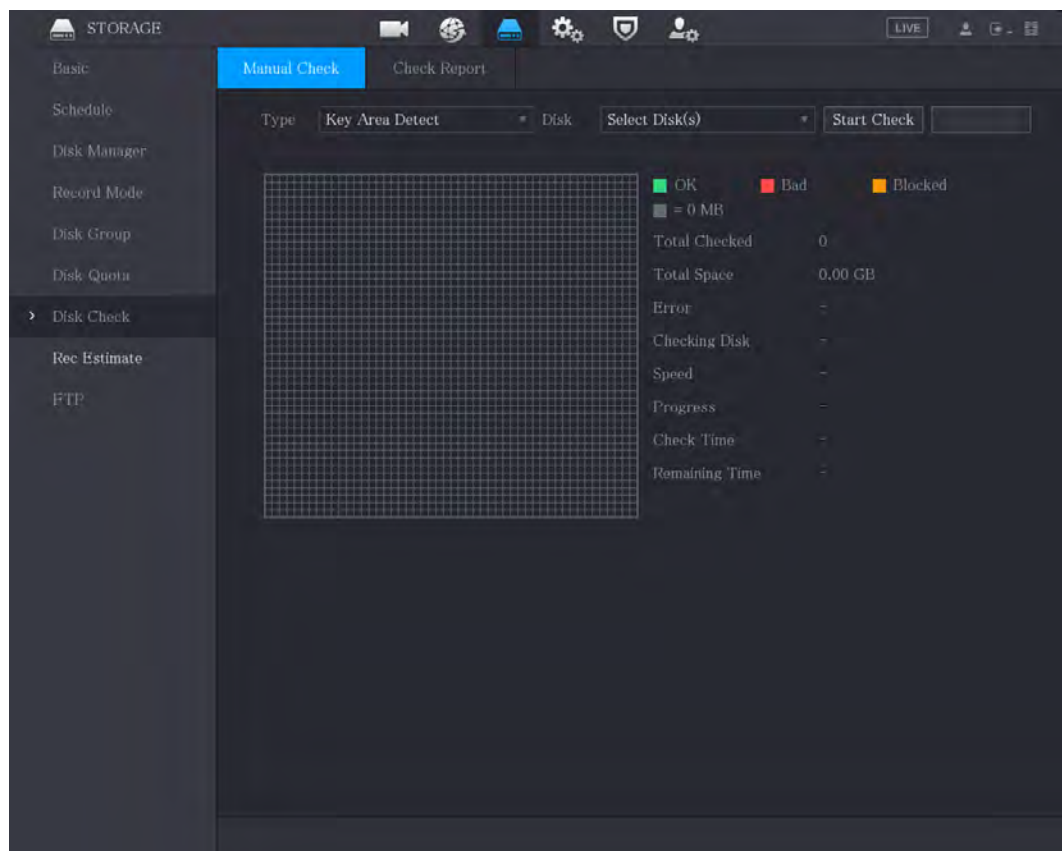 STORAGE
LIVE
Basic
Schedule
Disk Manager
Record Mode
Disk Group
Disk Quota
Disk Check
Rec Estimate
FTP
Manual Check
Check Report
Type Key Area Detect Disk Select Disk(s) Start Check
OK Bad Blocked
= 0 MB
Total Checked 0
Total Space 0.00 GB
Error -
Checking Disk -
Speed -
Progress -
Check Time -
Remaining Time -